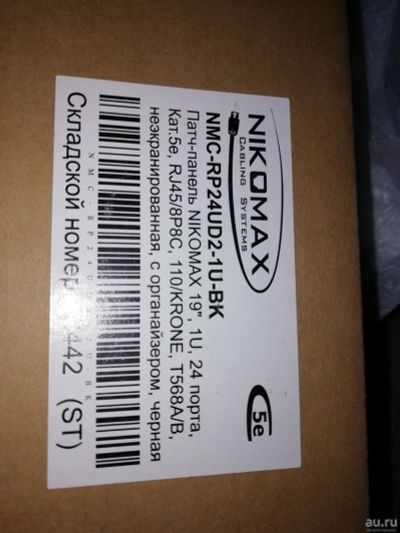 NIKOMAX
CABLING SYSTEMS
5e
NMC-RP24UD2-1U-BK
Патч-панель NIKOMAX 19", 1U, 24 порта,
Кат.5e, RJ45/8P8C, 110/KRONE, T568A/B,
неэкранированная, с органайзером, черная
Складской номер 442 (ST)
au.ru